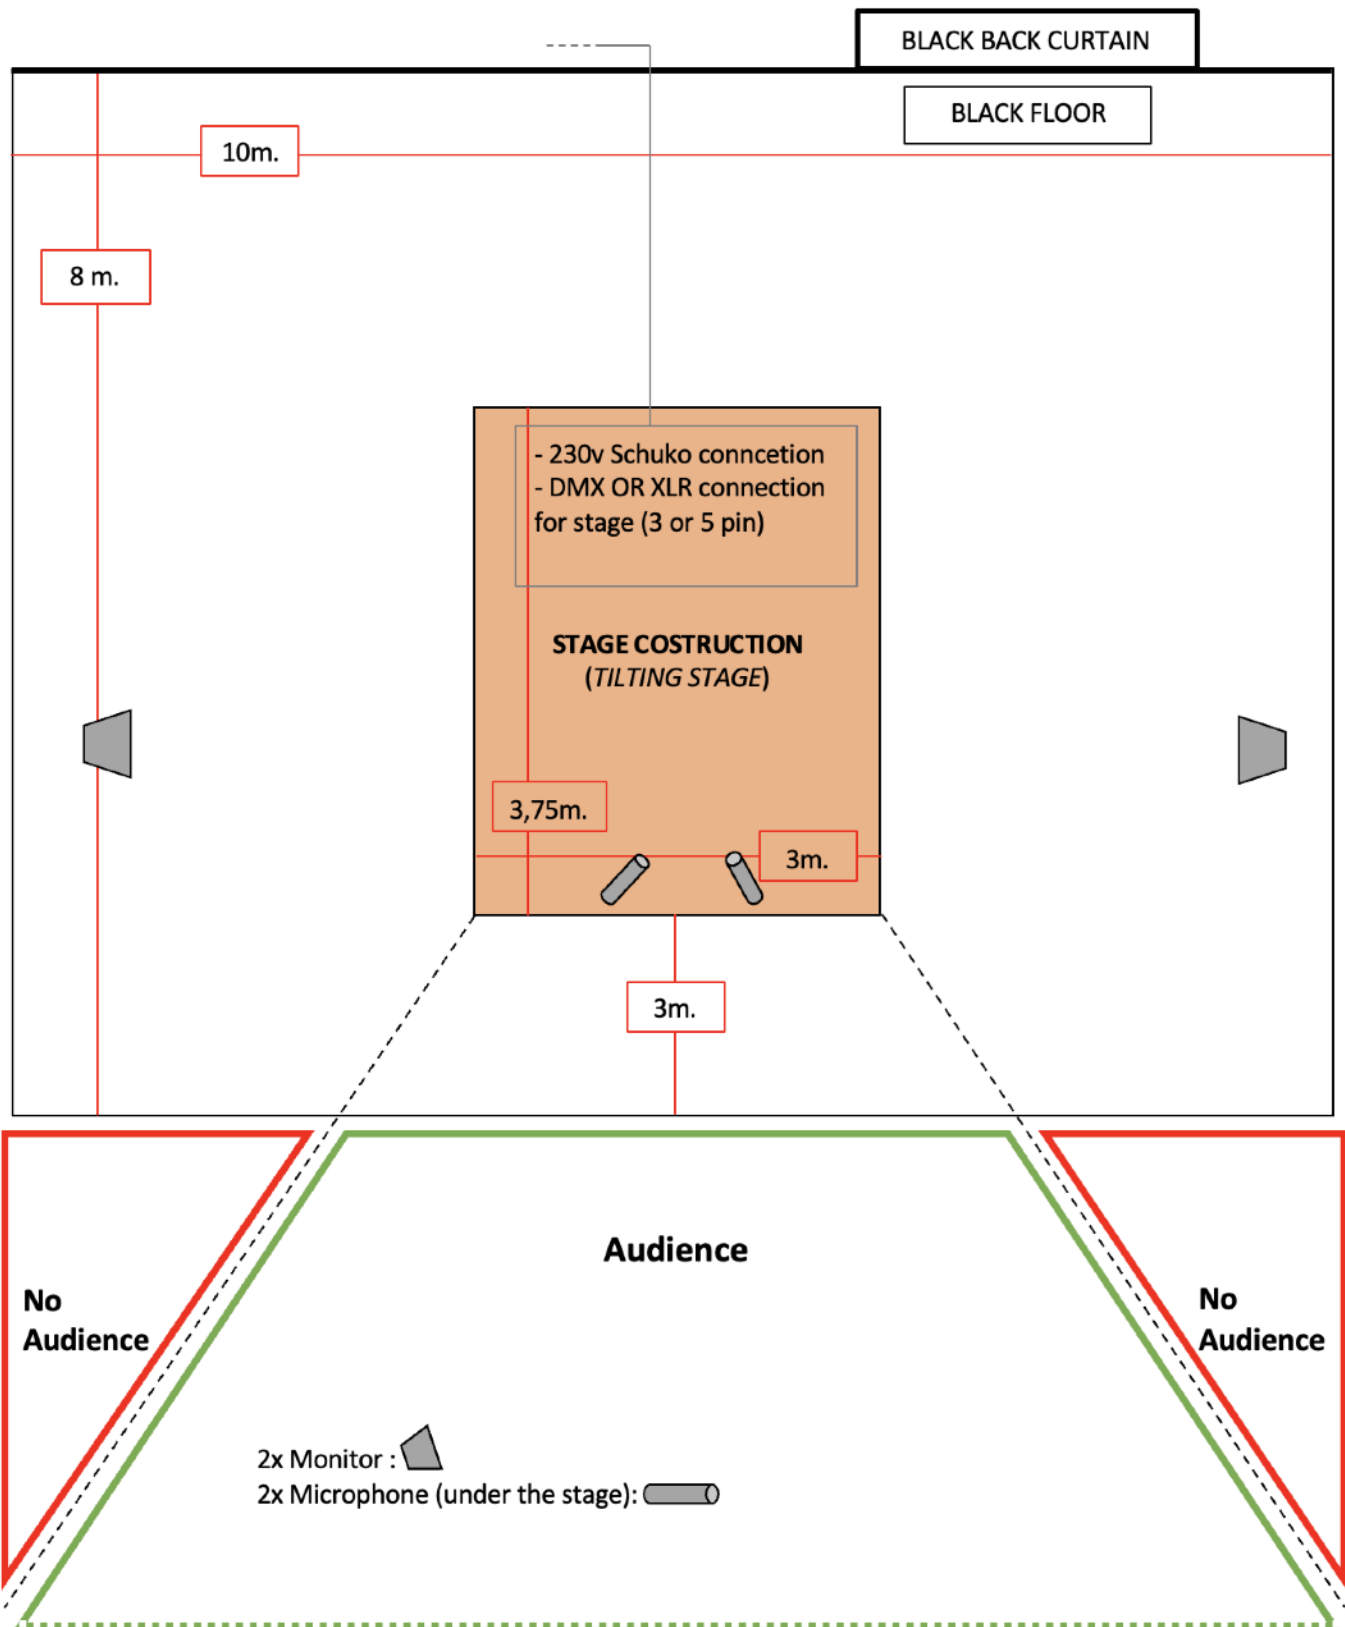 BLACK BACK CURTAIN
BLACK FLOOR
10m.
8 m.
- 230v Schuko conncetion
- DMX OR XLR connection
for stage (3 or 5 pin)
STAGE COSTRUCTION
(TILTING STAGE)
3,75m.
3m.
3m.
Audience
No
Audience
No
Audience
2x Monitor :
2x Microphone (under the stage):